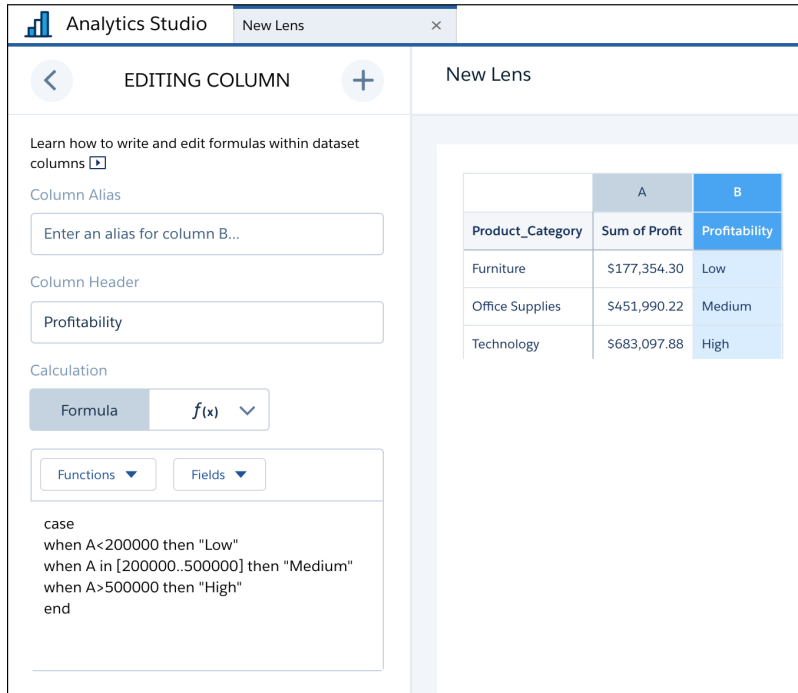 Analytics Studio
New Lens
EDITING COLUMN
New Lens
Learn how to write and edit formulas within dataset
columns
Column Alias
Enter an alias for column B...
Column Header
Profitability
Calculation
Formula
f(x)
Functions
Fields
case
when A<200000 then "Low"
when A in [200000..500000] then "Medium"
when A>500000 then "High"
end
A B
Product_Category Sum of Profit Profitability
Furniture $177,354.30 Low
Office Supplies $451,990.22 Medium
Technology $683,097.88 High